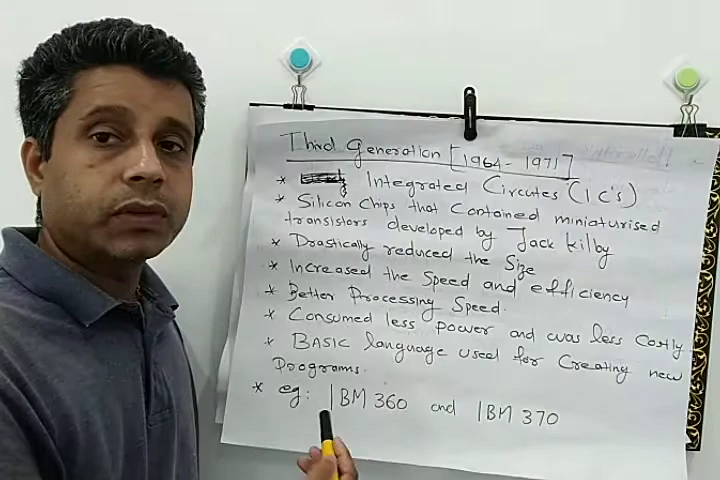 Third Generation [1964-1971]
* Integrated Circutes (I C's)
* Silicon Chips that Contained miniaturised
transistors developed by Jack Kilby
* Drastically reduced the Size
* Increased the Speed and efficiency
* Better Processing Speed.
* Consumed less power and was less Costly
* BASIC language used for Creating new
Programs.
* eg: IBM 360 and IBM 370